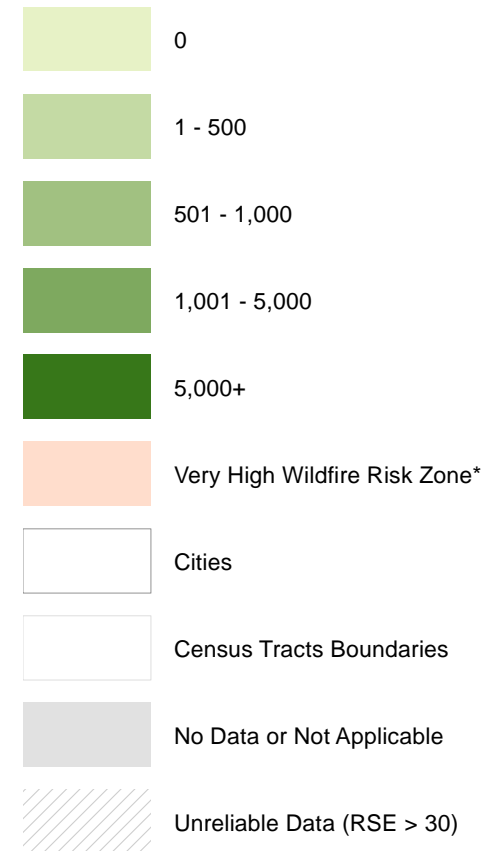 0
1 - 500
501 - 1,000
1,001 - 5,000
5,000+
Very High Wildfire Risk Zone*
Cities
Census Tracts Boundaries
No Data or Not Applicable
Unreliable Data (RSE > 30)